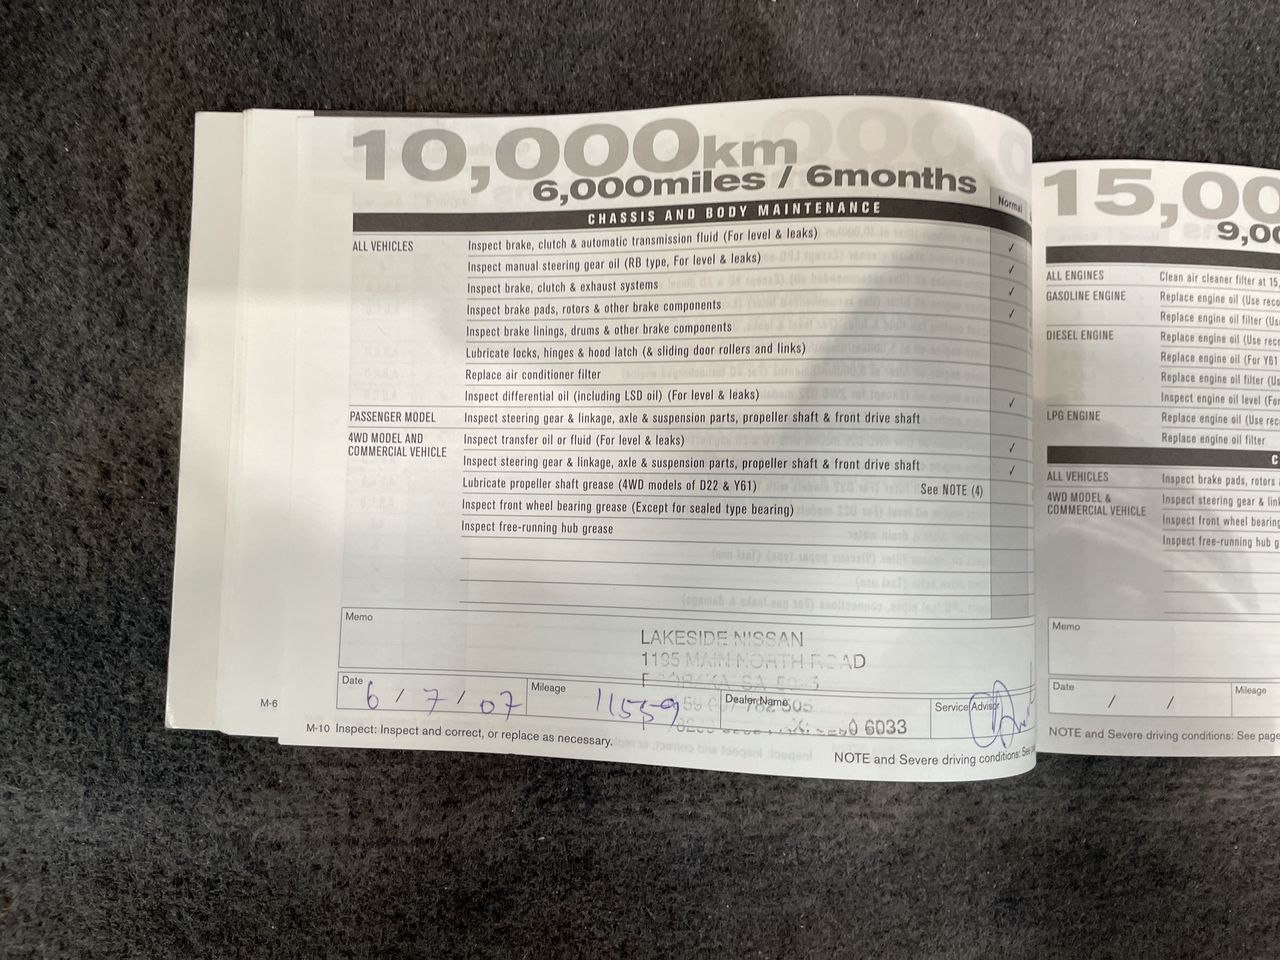 10,000km
6,000miles / 6months
CHASSIS AND BODY MAINTENANCE
Normal
ALL VEHICLES
Inspect brake, clutch & automatic transmission fluid (For level & leaks) ✓
Inspect manual steering gear oil (RB type, For level & leaks) ✓
Inspect brake, clutch & exhaust systems ✓
Inspect brake pads, rotors & other brake components ✓
Inspect brake linings, drums & other brake components
Lubricate locks, hinges & hood latch (& sliding door rollers and links)
Replace air conditioner filter
Inspect differential oil (including LSD oil) (For level & leaks) ✓
PASSENGER MODEL Inspect steering gear & linkage, axle & suspension parts, propeller shaft & front drive shaft
4WD MODEL AND
COMMERCIAL VEHICLE
Inspect transfer oil or fluid (For level & leaks) ✓
Inspect steering gear & linkage, axle & suspension parts, propeller shaft & front drive shaft ✓
Lubricate propeller shaft grease (4WD models of D22 & Y61) See NOTE (4)
Inspect front wheel bearing grease (Except for sealed type bearing)
Inspect free-running hub grease
Memo
LAKESIDE NISSAN
1195 MAIN NORTH ROAD
Date 6 / 7 / 07
Mileage 11559
Dealer Name
6033
Service Advisor
M-6
M-10 Inspect: Inspect and correct, or replace as necessary.
NOTE and Severe driving conditions: See
15,00
9,00
ALL ENGINES Clean air cleaner filter at 15,
GASOLINE ENGINE Replace engine oil (Use reco
Replace engine oil filter (Us
DIESEL ENGINE Replace engine oil (Use reco
Replace engine oil (For Y61
Replace engine oil filter (Us
Inspect engine oil level (For
LPG ENGINE Replace engine oil (Use rec
Replace engine oil filter
C
ALL VEHICLES Inspect brake pads, rotors
4WD MODEL &
COMMERCIAL VEHICLE
Inspect steering gear & link
Inspect front wheel bearing
Inspect free-running hub g
Memo
Date / /
Mileage
NOTE and Severe driving conditions: See page